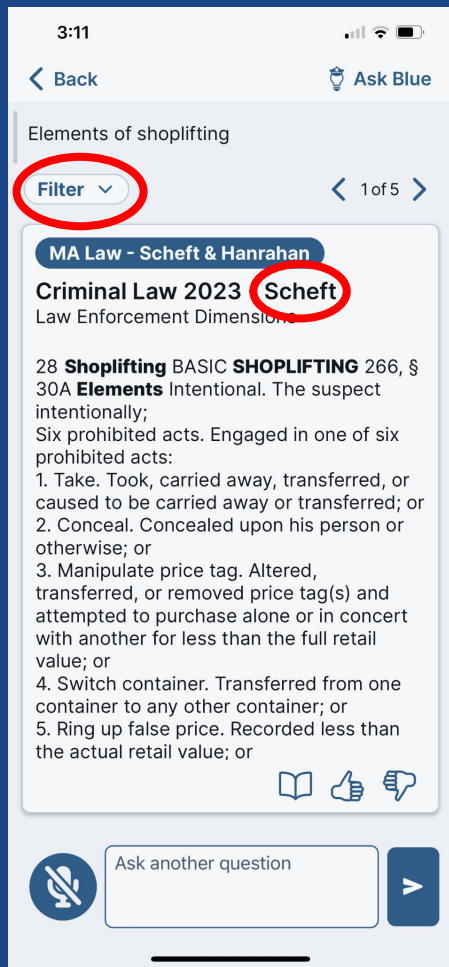 3:11
Back
Ask Blue
Elements of shoplifting
Filter
1 of 5
MA Law - Scheft & Hanrahan
Criminal Law 2023 Scheft
Law Enforcement Dimensions
28 Shoplifting BASIC SHOPLIFTING 266, §
30A Elements Intentional. The suspect
intentionally;
Six prohibited acts. Engaged in one of six
prohibited acts:
1. Take. Took, carried away, transferred, or
caused to be carried away or transferred; or
2. Conceal. Concealed upon his person or
otherwise; or
3. Manipulate price tag. Altered,
transferred, or removed price tag(s) and
attempted to purchase alone or in concert
with another for less than the full retail
value; or
4. Switch container. Transferred from one
container to any other container; or
5. Ring up false price. Recorded less than
the actual retail value; or
Ask another question